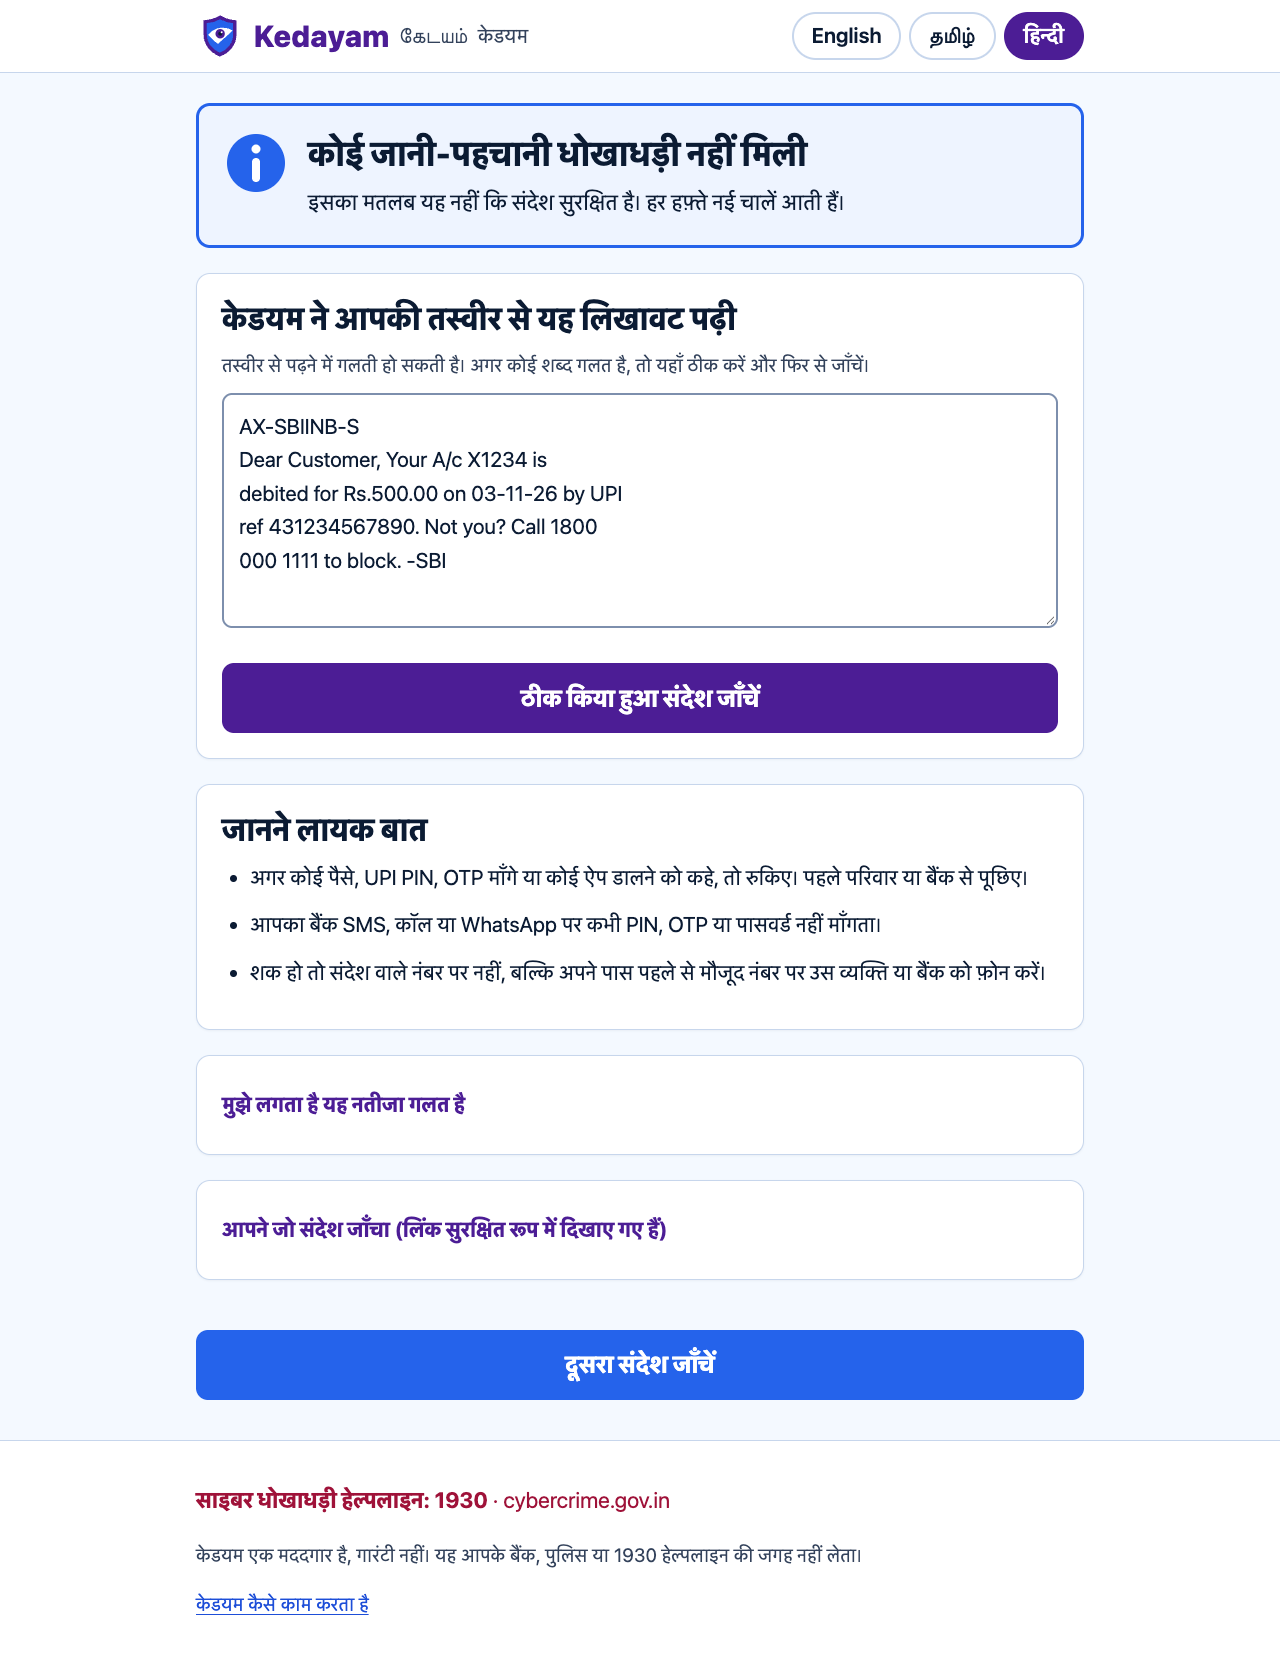 Kedayam கேடயம் केडयम
English
தமிழ்
हिन्दी
कोई जानी-पहचानी धोखाधड़ी नहीं मिली
इसका मतलब यह नहीं कि संदेश सुरक्षित है। हर हफ़्ते नई चालें आती हैं।
केडयम ने आपकी तस्वीर से यह लिखावट पढ़ी
तस्वीर से पढ़ने में गलती हो सकती है। अगर कोई शब्द गलत है, तो यहाँ ठीक करें और फिर से जाँचें।
AX-SBIINB-S
Dear Customer, Your A/c X1234 is
debited for Rs.500.00 on 03-11-26 by UPI
ref 431234567890. Not you? Call 1800
000 1111 to block. -SBI
ठीक किया हुआ संदेश जाँचें
जानने लायक बात
• अगर कोई पैसे, UPI PIN, OTP माँगे या कोई ऐप डालने को कहे, तो रुकिए। पहले परिवार या बैंक से पूछिए।
• आपका बैंक SMS, कॉल या WhatsApp पर कभी PIN, OTP या पासवर्ड नहीं माँगता।
• शक हो तो संदेश वाले नंबर पर नहीं, बल्कि अपने पास पहले से मौजूद नंबर पर उस व्यक्ति या बैंक को फ़ोन करें।
मुझे लगता है यह नतीजा गलत है
आपने जो संदेश जाँचा (लिंक सुरक्षित रूप में दिखाए गए हैं)
दूसरा संदेश जाँचें
साइबर धोखाधड़ी हेल्पलाइन: 1930 · cybercrime.gov.in
केडयम एक मददगार है, गारंटी नहीं। यह आपके बैंक, पुलिस या 1930 हेल्पलाइन की जगह नहीं लेता।
केडयम कैसे काम करता है